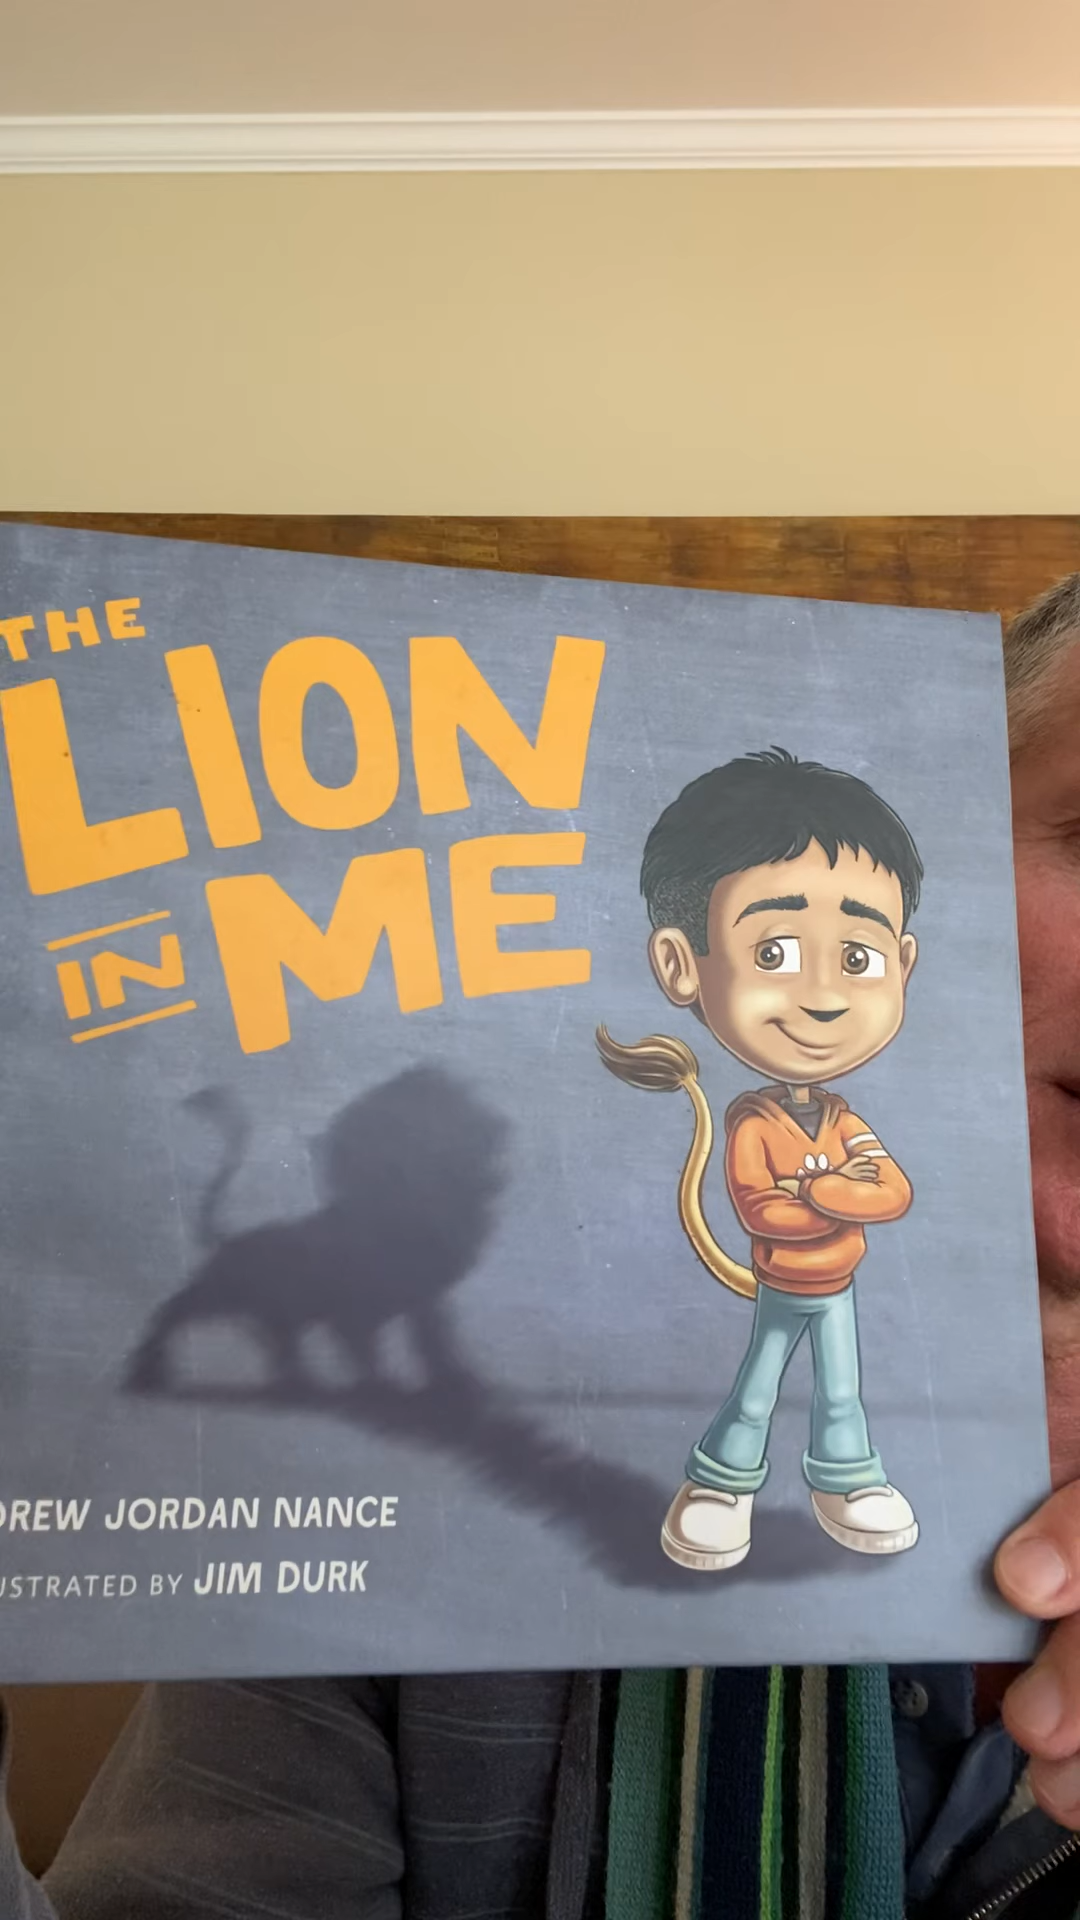 THE
LION
IN ME
DREW JORDAN NANCE
USTRATED BY JIM DURK